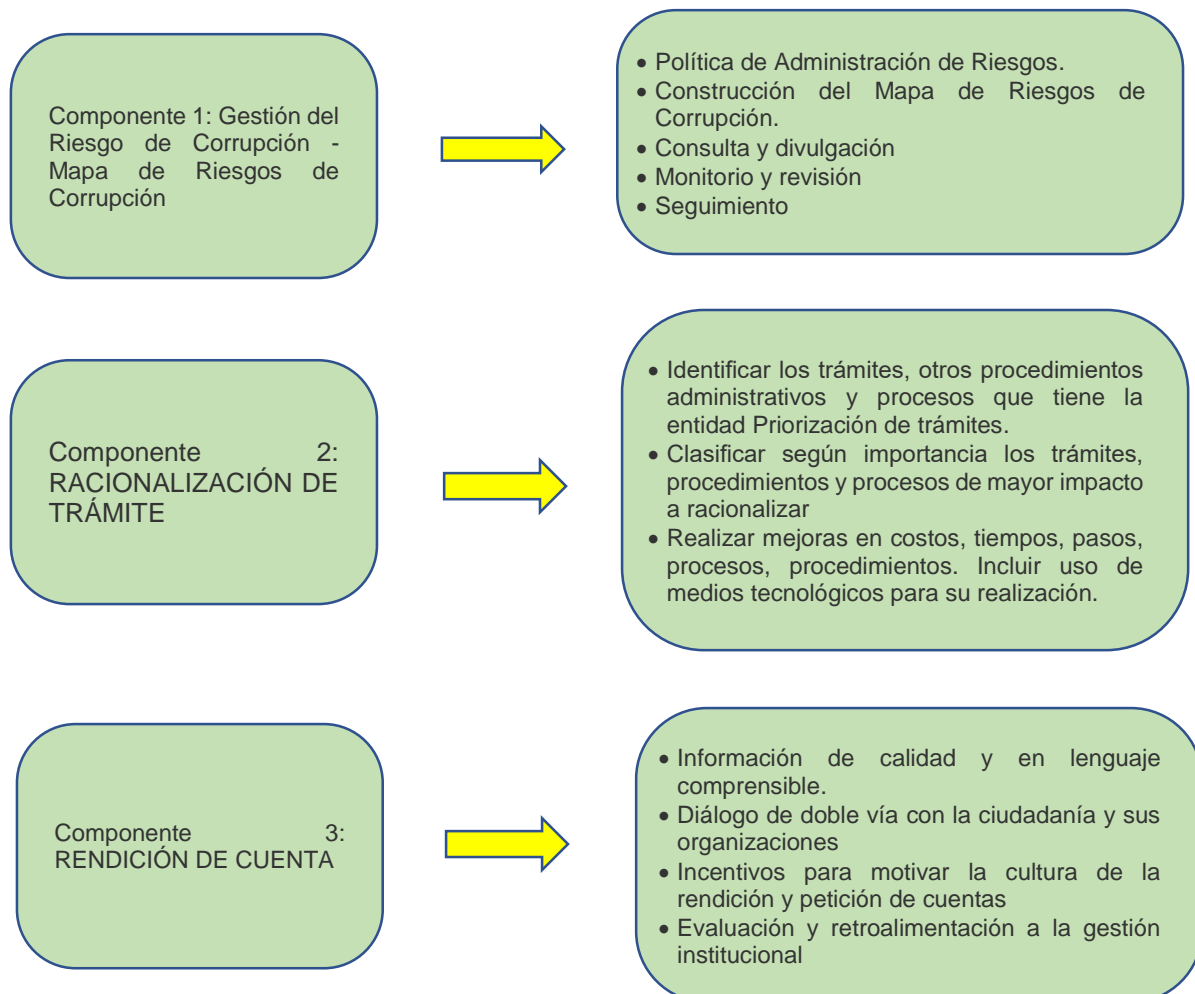 Componente 1: Gestión del
Riesgo de Corrupción -
Mapa de Riesgos de
Corrupción
• Política de Administración de Riesgos.
• Construcción del Mapa de Riesgos de
Corrupción.
• Consulta y divulgación
• Monitorio y revisión
• Seguimiento
Componente 2:
RACIONALIZACIÓN DE
TRÁMITE
• Identificar los trámites, otros procedimientos
administrativos y procesos que tiene la
entidad Priorización de trámites.
• Clasificar según importancia los trámites,
procedimientos y procesos de mayor impacto
a racionalizar
• Realizar mejoras en costos, tiempos, pasos,
procesos, procedimientos. Incluir uso de
medios tecnológicos para su realización.
Componente 3:
RENDICIÓN DE CUENTA
• Información de calidad y en lenguaje
comprensible.
• Diálogo de doble vía con la ciudadanía y sus
organizaciones
• Incentivos para motivar la cultura de la
rendición y petición de cuentas
• Evaluación y retroalimentación a la gestión
institucional